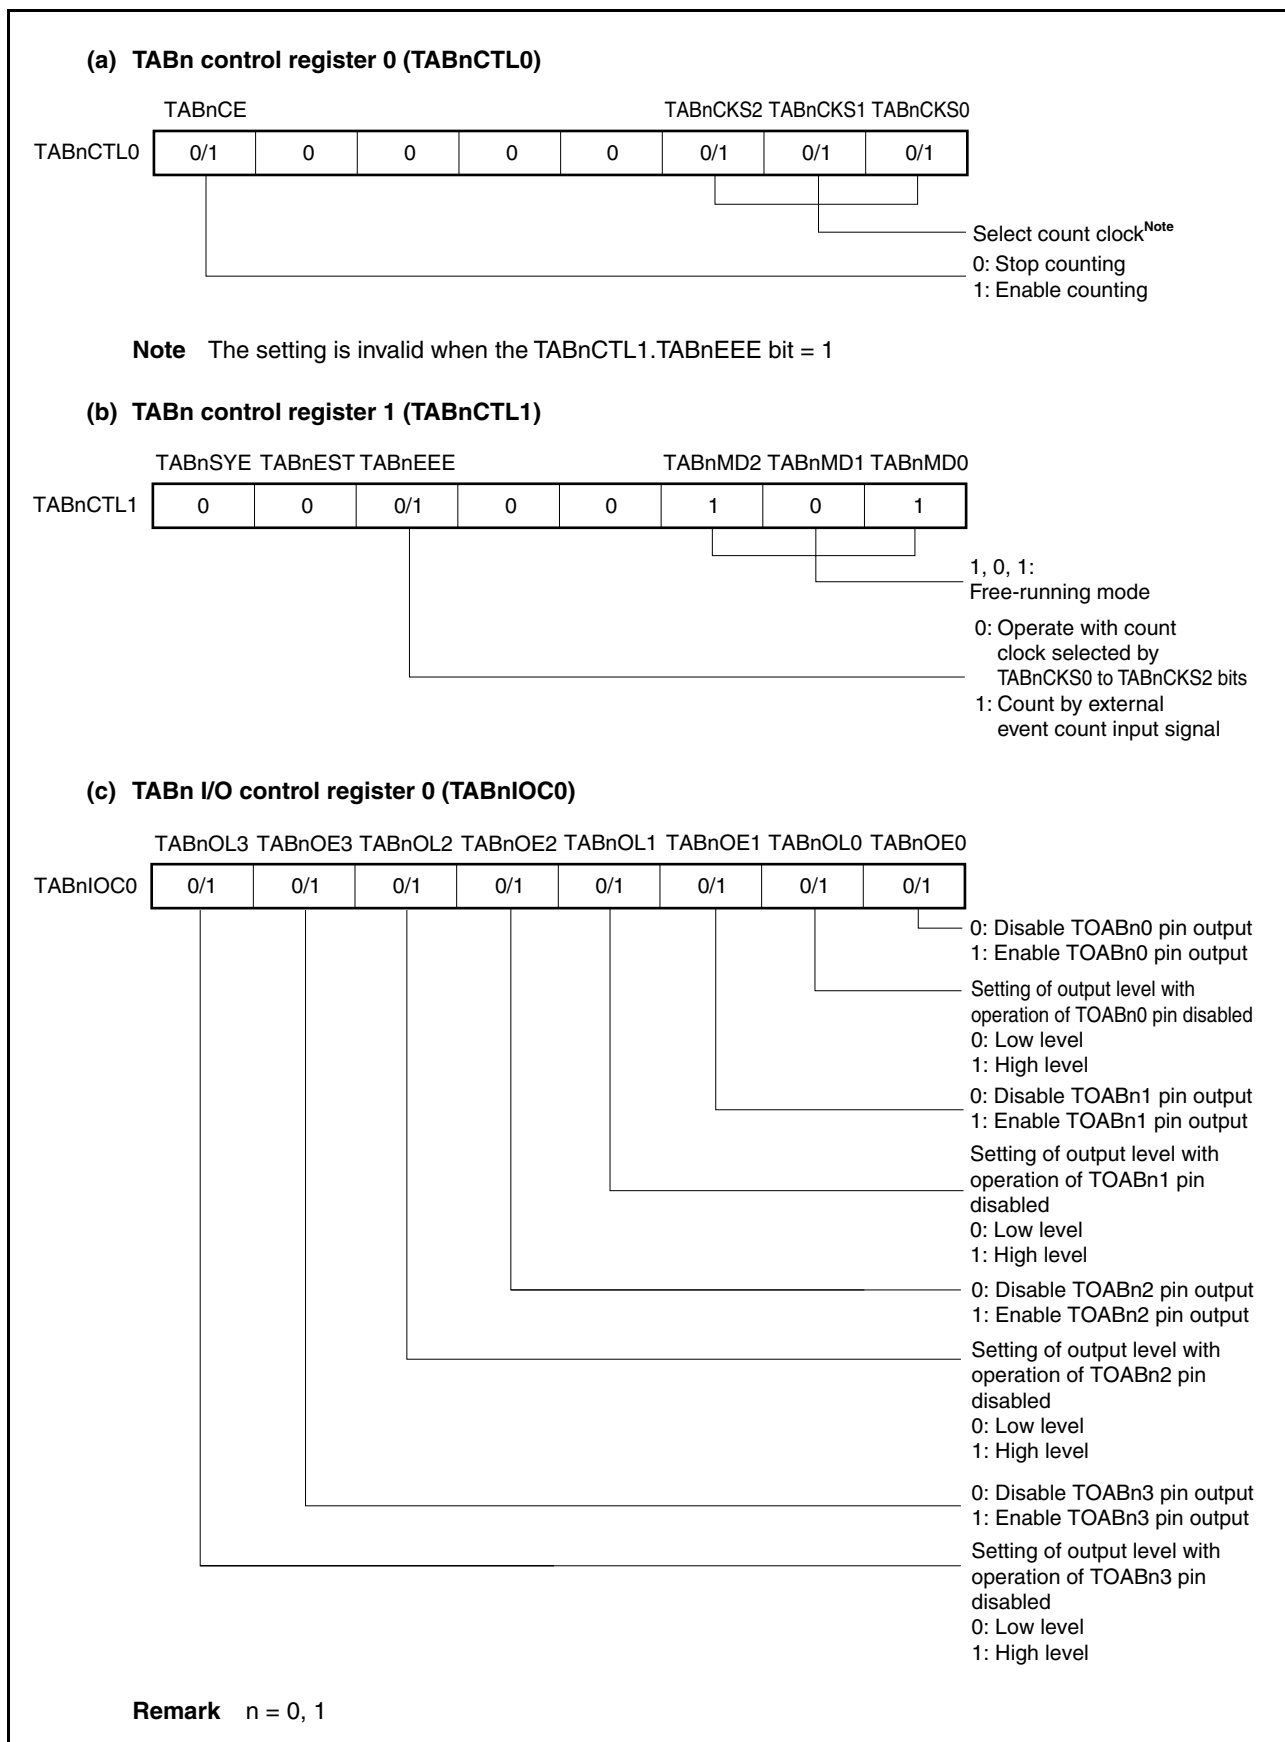 (a) TABn control register 0 (TABnCTL0)
TABnCE TABnCKS2 TABnCKS1 TABnCKS0
TABnCTL0 0/1 0 0 0 0 0/1 0/1 0/1
Select count clockNote
0: Stop counting
1: Enable counting
Note The setting is invalid when the TABnCTL1.TABnEEE bit = 1
(b) TABn control register 1 (TABnCTL1)
TABnSYE TABnEST TABnEEE TABnMD2 TABnMD1 TABnMD0
TABnCTL1 0 0 0/1 0 0 1 0 1
1, 0, 1:
Free-running mode
0: Operate with count
clock selected by
TABnCKS0 to TABnCKS2 bits
1: Count by external
event count input signal
(c) TABn I/O control register 0 (TABnIOC0)
TABnOL3 TABnOE3 TABnOL2 TABnOE2 TABnOL1 TABnOE1 TABnOL0 TABnOE0
TABnIOC0 0/1 0/1 0/1 0/1 0/1 0/1 0/1 0/1
0: Disable TOABn0 pin output
1: Enable TOABn0 pin output
Setting of output level with
operation of TOABn0 pin disabled
0: Low level
1: High level
0: Disable TOABn1 pin output
1: Enable TOABn1 pin output
Setting of output level with
operation of TOABn1 pin
disabled
0: Low level
1: High level
0: Disable TOABn2 pin output
1: Enable TOABn2 pin output
Setting of output level with
operation of TOABn2 pin
disabled
0: Low level
1: High level
0: Disable TOABn3 pin output
1: Enable TOABn3 pin output
Setting of output level with
operation of TOABn3 pin
disabled
0: Low level
1: High level
Remark n = 0, 1